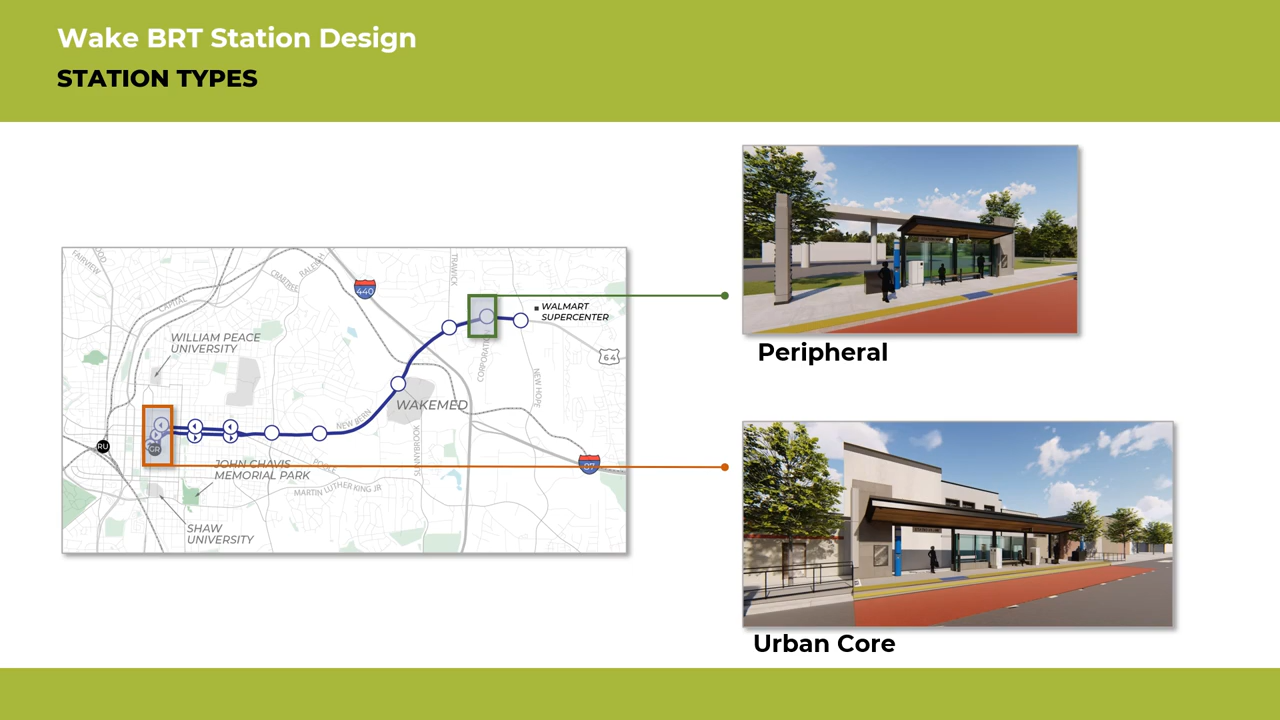 Wake BRT Station Design
STATION TYPES
FAIRVIEW
CAPITAL
CRABTREE
RALEIGH
440
TRAWICK
WALMART
SUPERCENTER
WILLIAM PEACE
UNIVERSITY
64
NEW HOPE
WAKEMED
NEW BERN
SUNNYBROOK
RU
GR
JOHN CHAVIS
MEMORIAL PARK
POOLE
MARTIN LUTHER KING JR
SHAW
UNIVERSITY
Peripheral
Urban Core